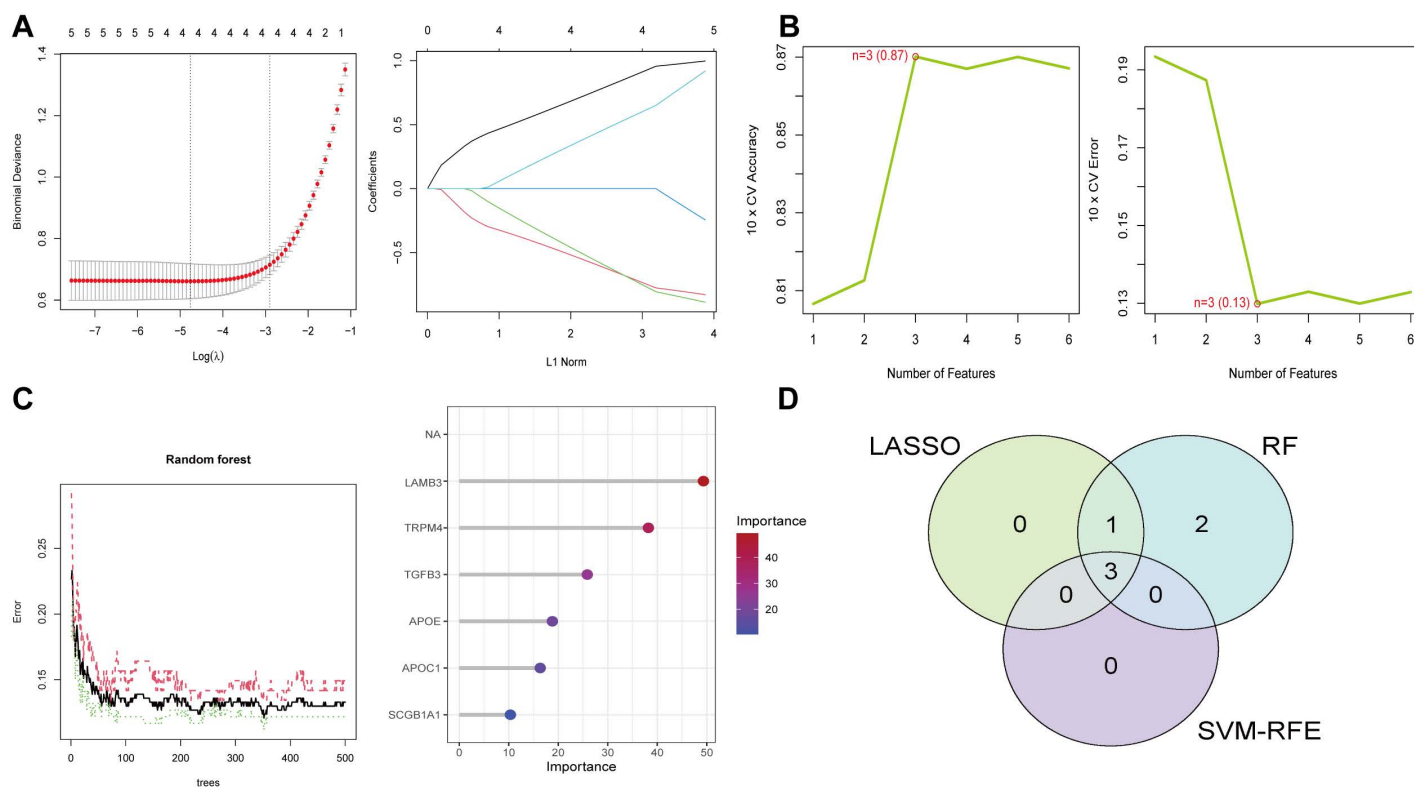 A
5 5 5 5 5 5 4 4 4 4 4 4 4 2 1
Binomial Deviance
1.4
1.2
1.0
0.8
0.6
−7 −6 −5 −4 −3 −2 −1
Log(λ)
0 4 4 4 5
Coefficients
1.0
0.5
0.0
−0.5
0 1 2 3 4
L1 Norm
B
10 x CV Accuracy
0.87
0.85
0.83
0.81
n=3 (0.87)
1 2 3 4 5 6
Number of Features
10 x CV Error
0.19
0.17
0.15
0.13
n=3 (0.13)
1 2 3 4 5 6
Number of Features
C
Random forest
Error
0.25
0.20
0.15
0 100 200 300 400 500
trees
NA
LAMB3
TRPM4
TGFB3
APOE
APOC1
SCGB1A1
0 10 20 30 40 50
Importance
Importance
40
30
20
D
LASSO
RF
0
1
2
3
0
0
0
SVM-RFE